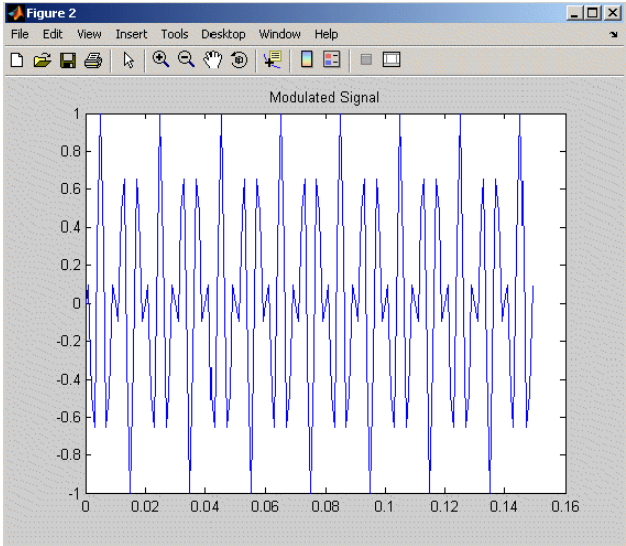 Figure 2
File Edit View Insert Tools Desktop Window Help
Modulated Signal
1
0.8
0.6
0.4
0.2
0
-0.2
-0.4
-0.6
-0.8
-1
0 0.02 0.04 0.06 0.08 0.1 0.12 0.14 0.16